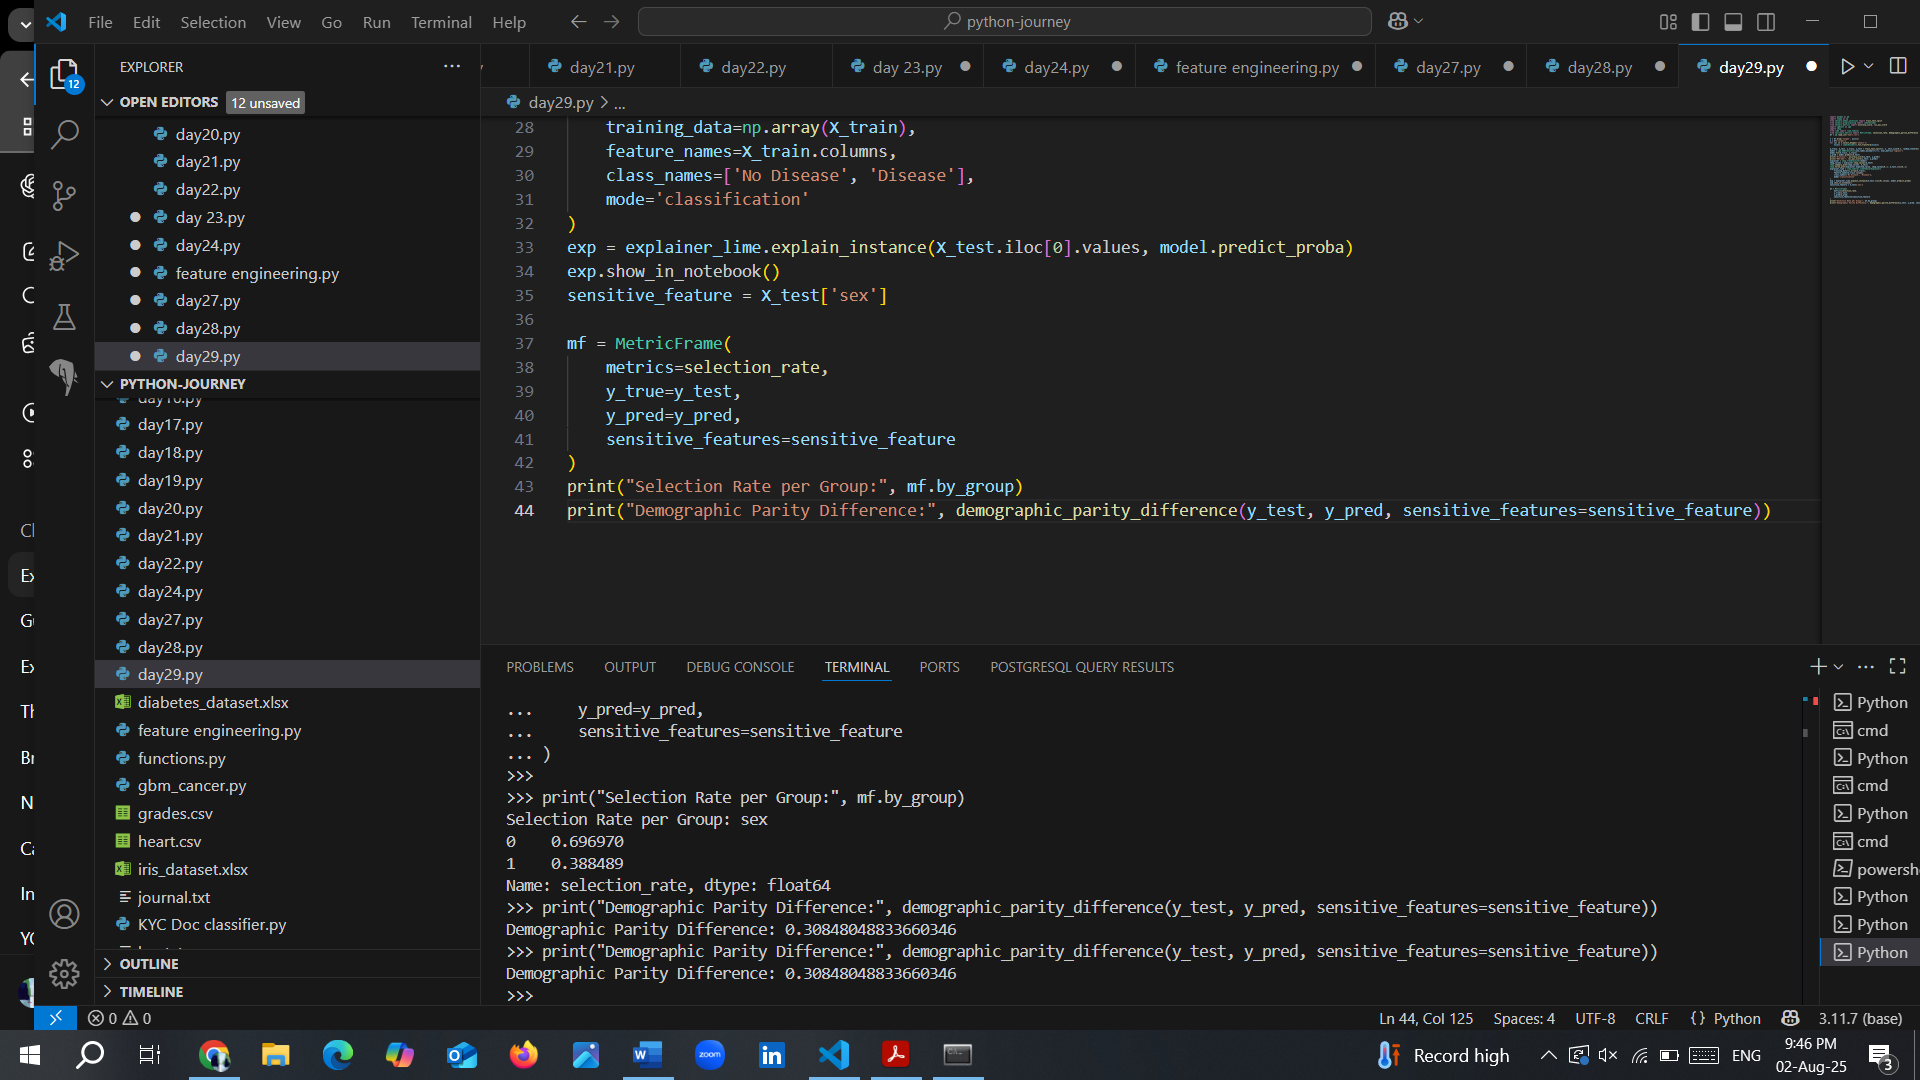 File Edit Selection View Go Run Terminal Help
python-journey
EXPLORER
OPEN EDITORS 12 unsaved
12
day20.py
day21.py
day22.py
day 23.py
day24.py
feature engineering.py
day27.py
day28.py
day29.py
PYTHON-JOURNEY
day16.py
day17.py
day18.py
day19.py
day20.py
day21.py
day22.py
day24.py
day27.py
day28.py
day29.py
diabetes_dataset.xlsx
feature engineering.py
functions.py
gbm_cancer.py
grades.csv
heart.csv
iris_dataset.xlsx
journal.txt
KYC Doc classifier.py
OUTLINE
TIMELINE
day21.py day22.py day 23.py day24.py feature engineering.py day27.py day28.py day29.py
day29.py > ...
28 training_data=np.array(X_train),
29 feature_names=X_train.columns,
30 class_names=['No Disease', 'Disease'],
31 mode='classification'
32 )
33 exp = explainer_lime.explain_instance(X_test.iloc[0].values, model.predict_proba)
34 exp.show_in_notebook()
35 sensitive_feature = X_test['sex']
36
37 mf = MetricFrame(
38 metrics=selection_rate,
39 y_true=y_test,
40 y_pred=y_pred,
41 sensitive_features=sensitive_feature
42 )
43 print("Selection Rate per Group:", mf.by_group)
44 print("Demographic Parity Difference:", demographic_parity_difference(y_test, y_pred, sensitive_features=sensitive_feature))
PROBLEMS OUTPUT DEBUG CONSOLE TERMINAL PORTS POSTGRESQL QUERY RESULTS
... y_pred=y_pred,
... sensitive_features=sensitive_feature
... )
>>>
>>> print("Selection Rate per Group:", mf.by_group)
Selection Rate per Group: sex
0 0.696970
1 0.388489
Name: selection_rate, dtype: float64
>>> print("Demographic Parity Difference:", demographic_parity_difference(y_test, y_pred, sensitive_features=sensitive_feature))
Demographic Parity Difference: 0.30848048833660346
>>> print("Demographic Parity Difference:", demographic_parity_difference(y_test, y_pred, sensitive_features=sensitive_feature))
Demographic Parity Difference: 0.30848048833660346
>>>
Python
cmd
Python
cmd
Python
cmd
powersh
Python
Python
Python
Cl
Ex
Ex
Th
Br
N
Ca
In
YO
0 0
Ln 44, Col 125 Spaces: 4 UTF-8 CRLF {} Python 3.11.7 (base)
zoom
Record high
ENG
9:46 PM
02-Aug-25
3